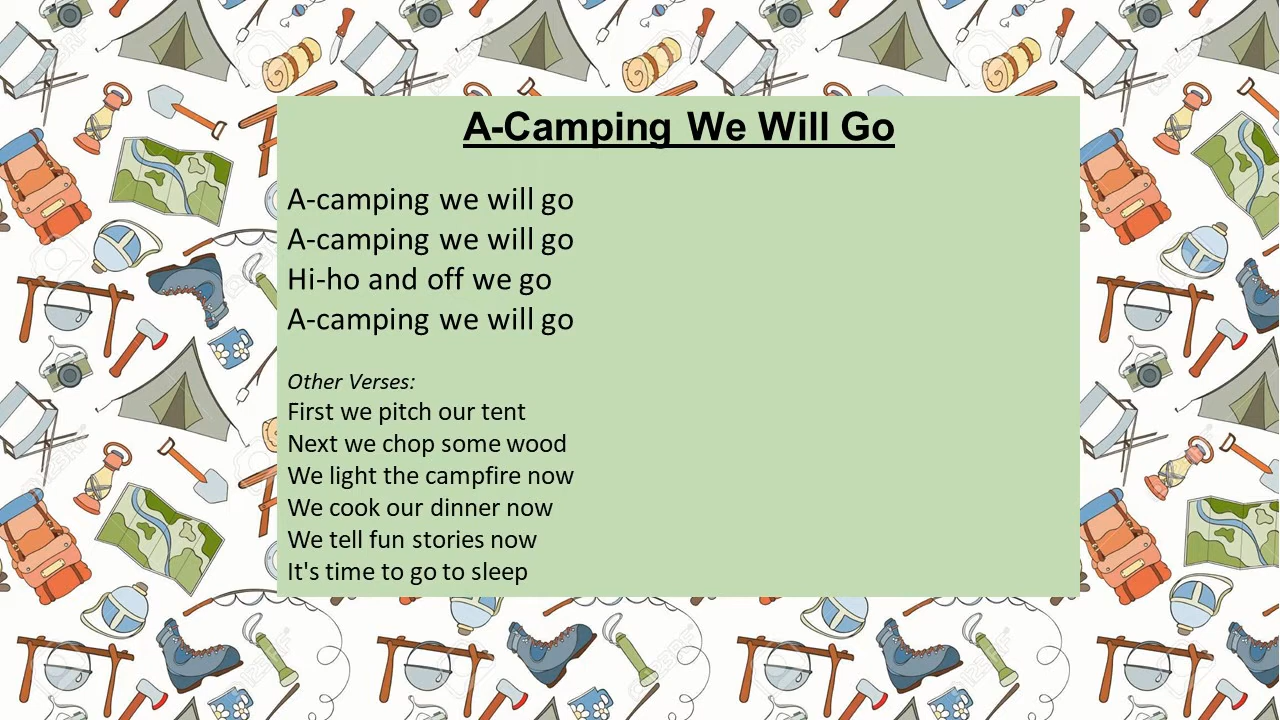 A-Camping We Will Go
A-camping we will go
A-camping we will go
Hi-ho and off we go
A-camping we will go
Other Verses:
First we pitch our tent
Next we chop some wood
We light the campfire now
We cook our dinner now
We tell fun stories now
It's time to go to sleep